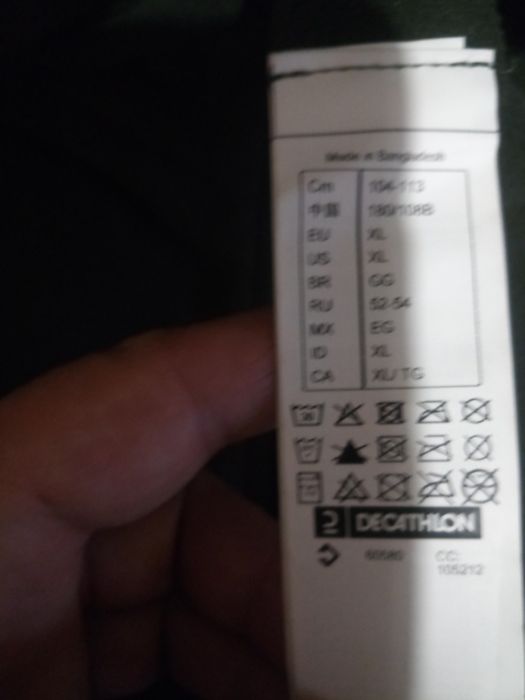 Made in Bangladesh
Cm 104-113
中国 180/108B
EU XL
US XL
BR GG
RU 52-54
MX EG
ID XL
CA XL/ TG
DECATHLON
CC:
105212